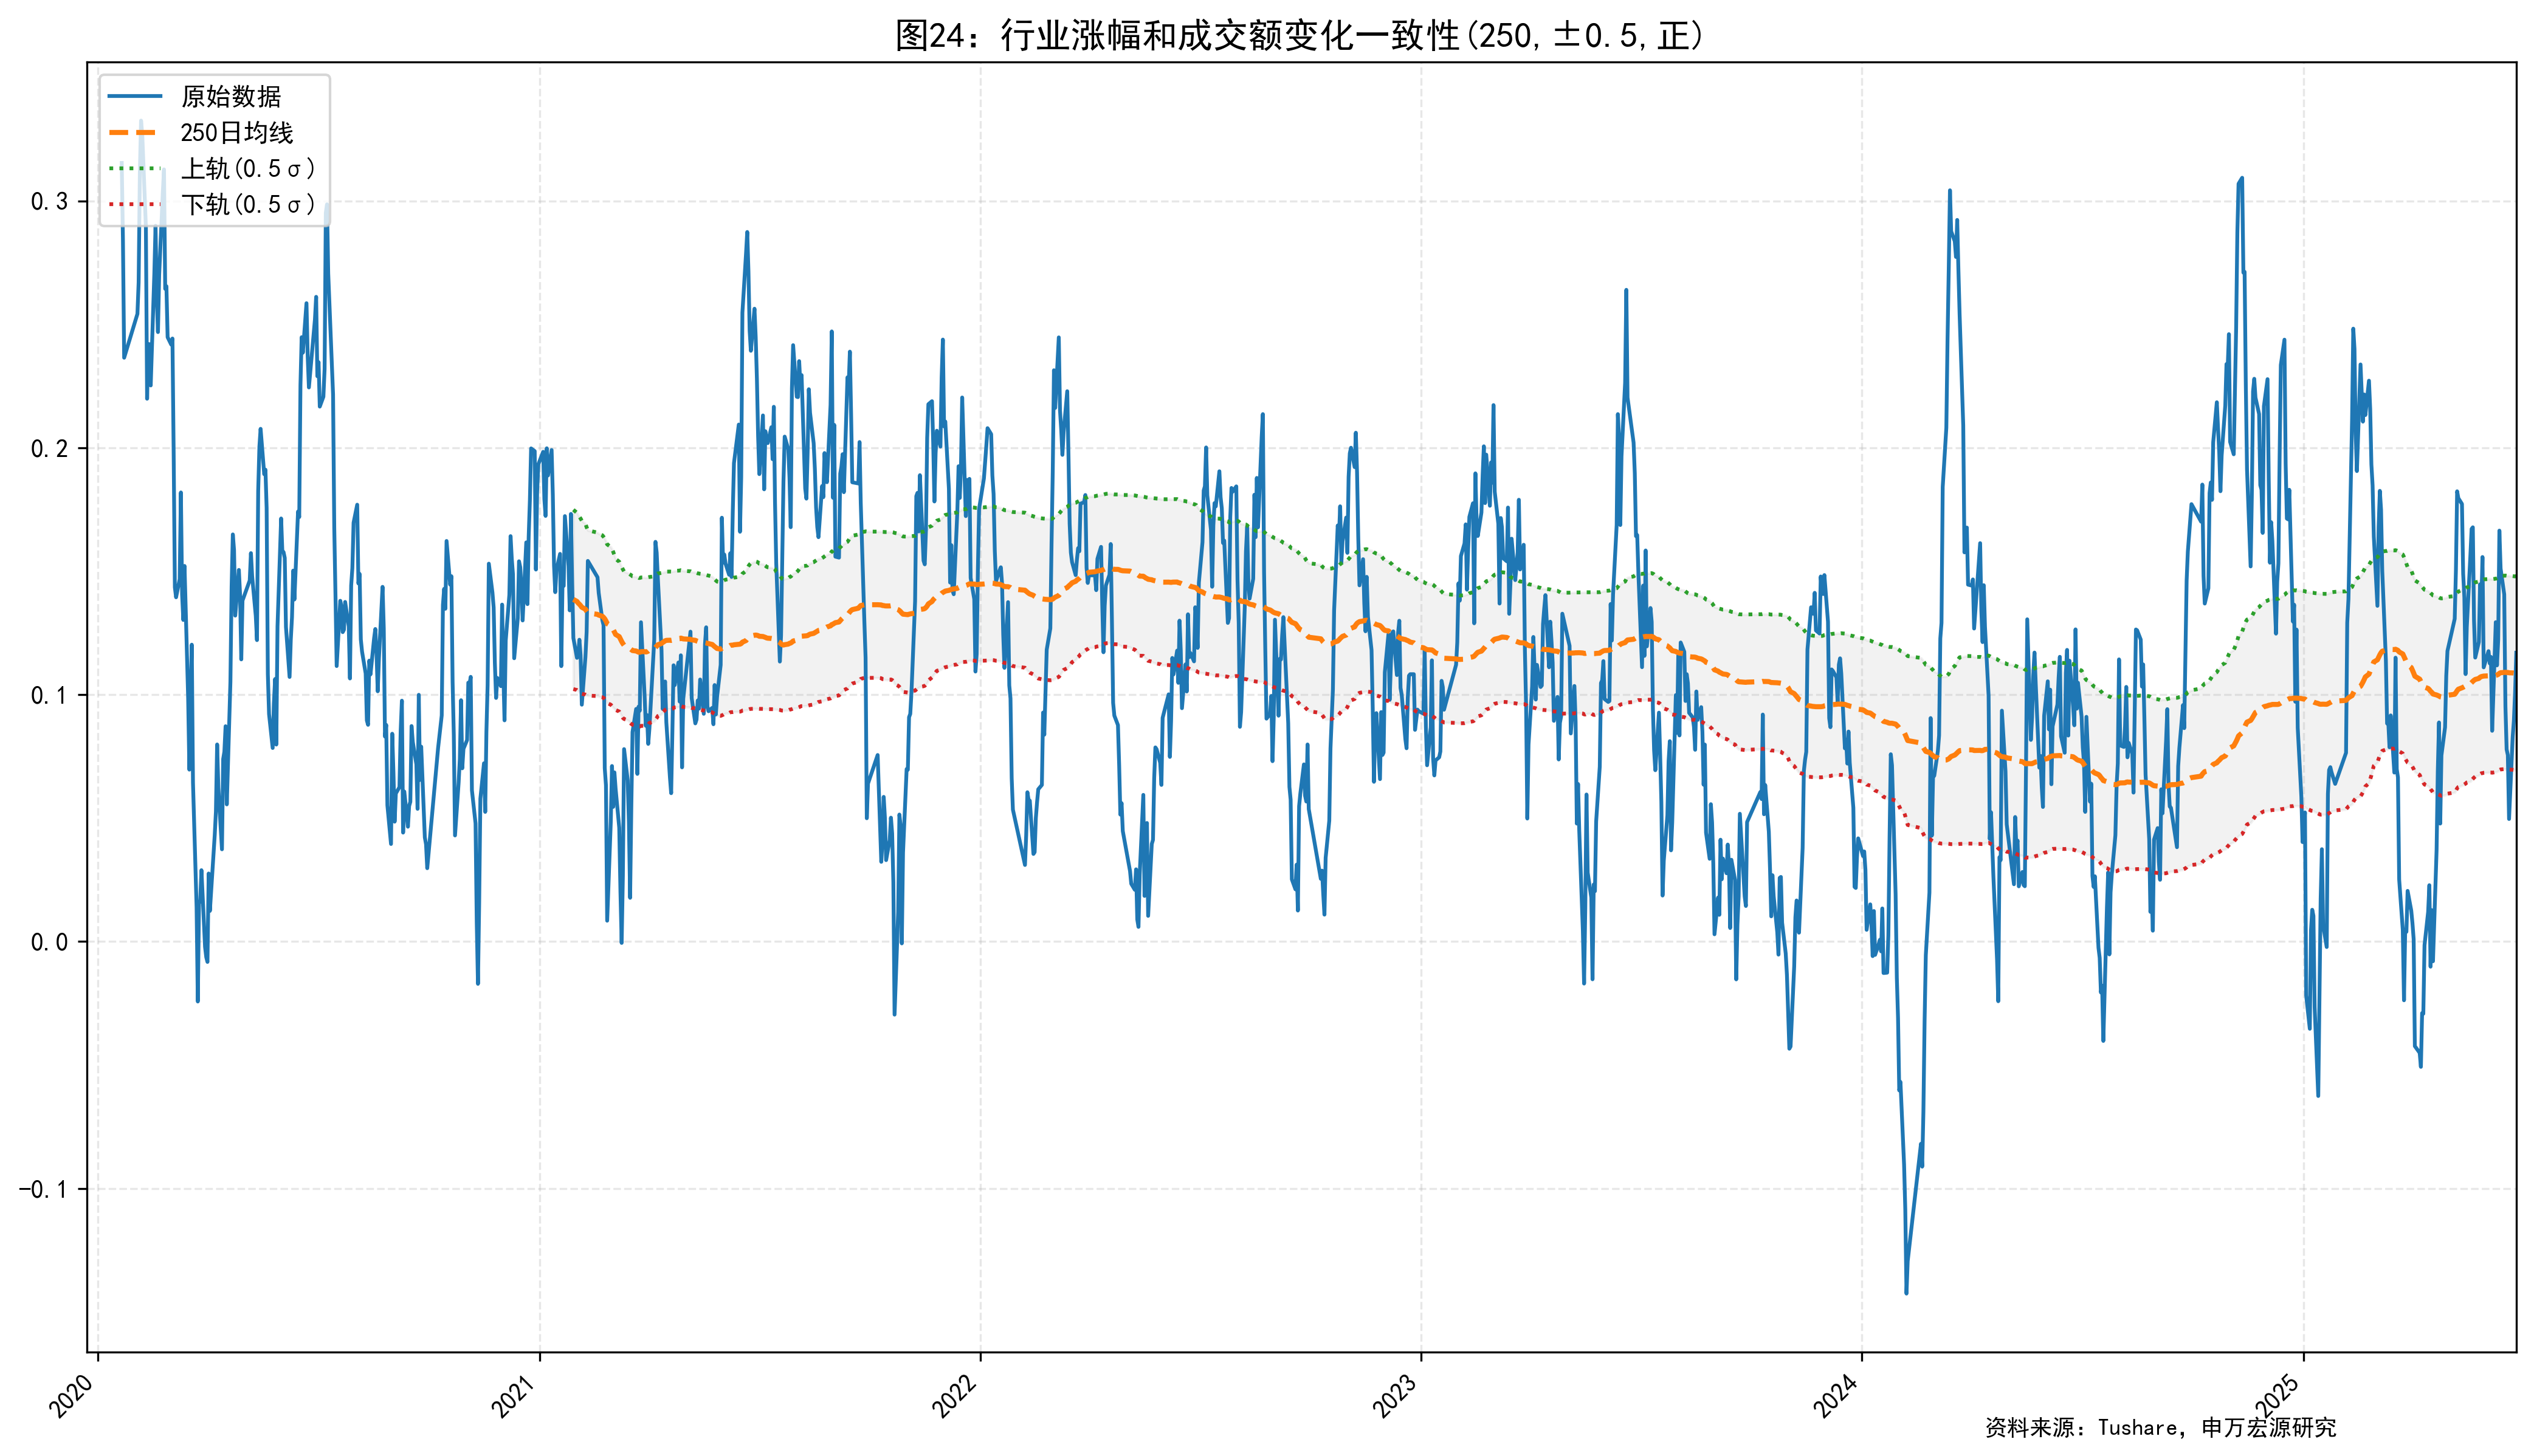 图24：行业涨幅和成交额变化一致性(250,±0.5,正)
原始数据
250日均线
上轨(0.5σ)
下轨(0.5σ)
0.3
0.2
0.1
0.0
−0.1
2020
2021
2022
2023
2024
2025
资料来源：Tushare，申万宏源研究